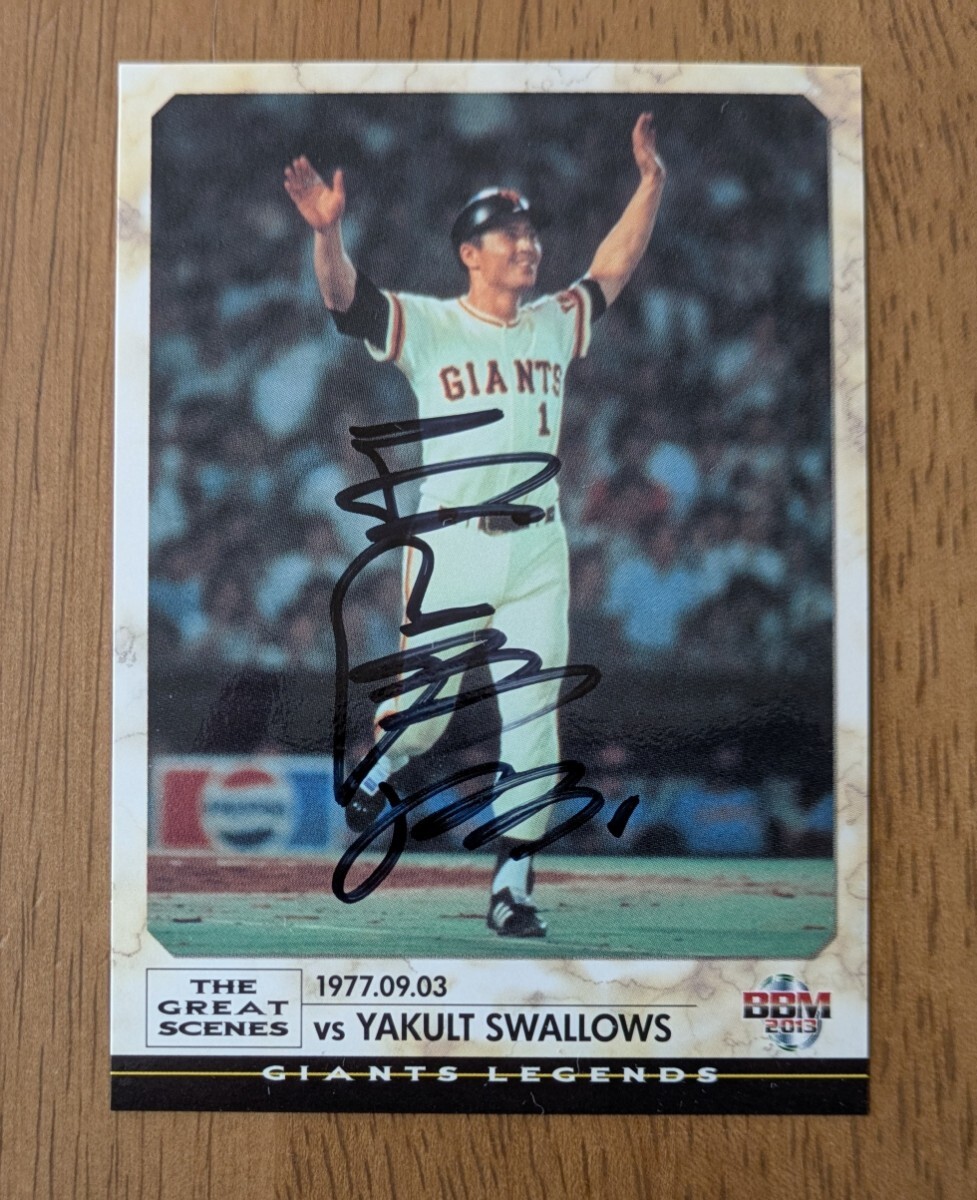 GIANTS
1
PEPSI
THE
GREAT
SCENES
1977.09.03
vs YAKULT SWALLOWS
BBM
2013
GIANTS LEGENDS